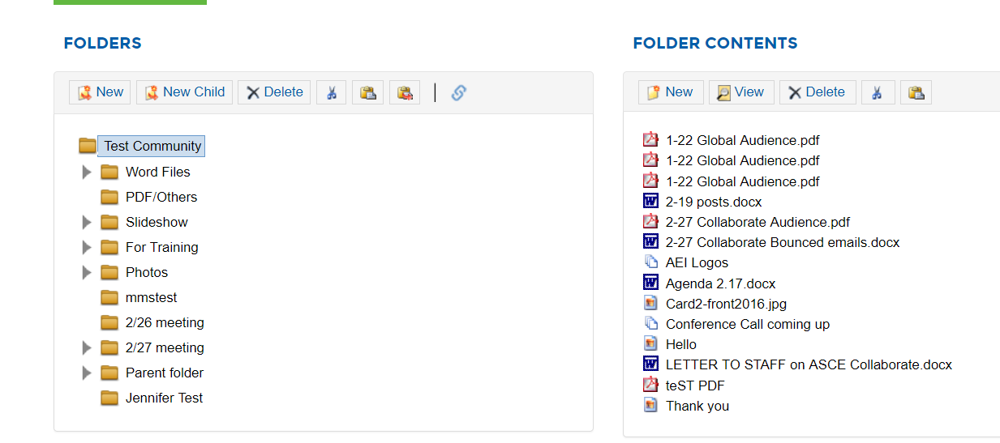 FOLDERS
New New Child Delete
Test Community
Word Files
PDF/Others
Slideshow
For Training
Photos
mmstest
2/26 meeting
2/27 meeting
Parent folder
Jennifer Test
FOLDER CONTENTS
New View Delete
1-22 Global Audience.pdf
1-22 Global Audience.pdf
1-22 Global Audience.pdf
2-19 posts.docx
2-27 Collaborate Audience.pdf
2-27 Collaborate Bounced emails.docx
AEI Logos
Agenda 2.17.docx
Card2-front2016.jpg
Conference Call coming up
Hello
LETTER TO STAFF on ASCE Collaborate.docx
teST PDF
Thank you